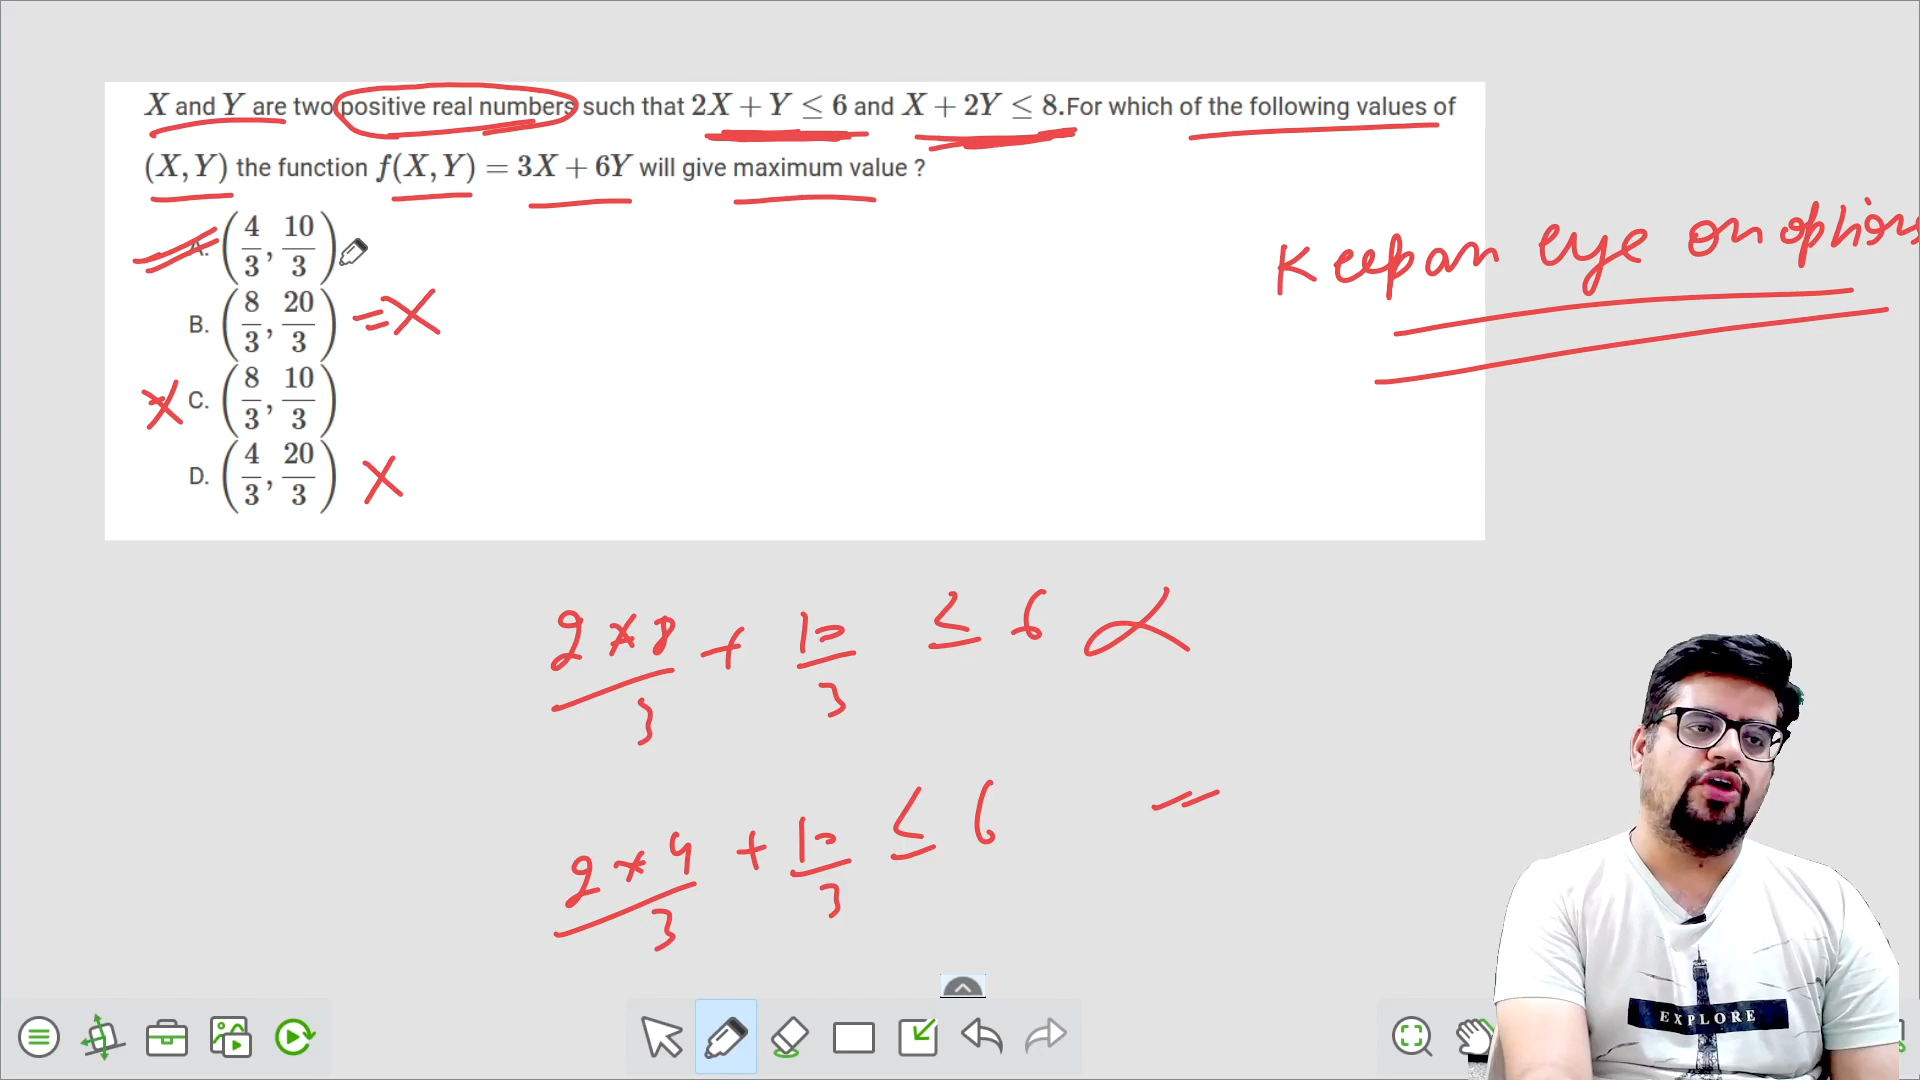 X and Y are two positive real numbers such that 2X + Y ≤ 6 and X + 2Y ≤ 8.For which of the following values of
(X, Y) the function f(X, Y) = 3X + 6Y will give maximum value ?
A. (4/3, 10/3)
B. (8/3, 20/3) = X
X C. (8/3, 10/3)
D. (4/3, 20/3) X
Keep an eye on options
2 * 8/3 + 10/3 ≤ 6
2 * 4/3 + 10/3 ≤ 6
EXPLORE